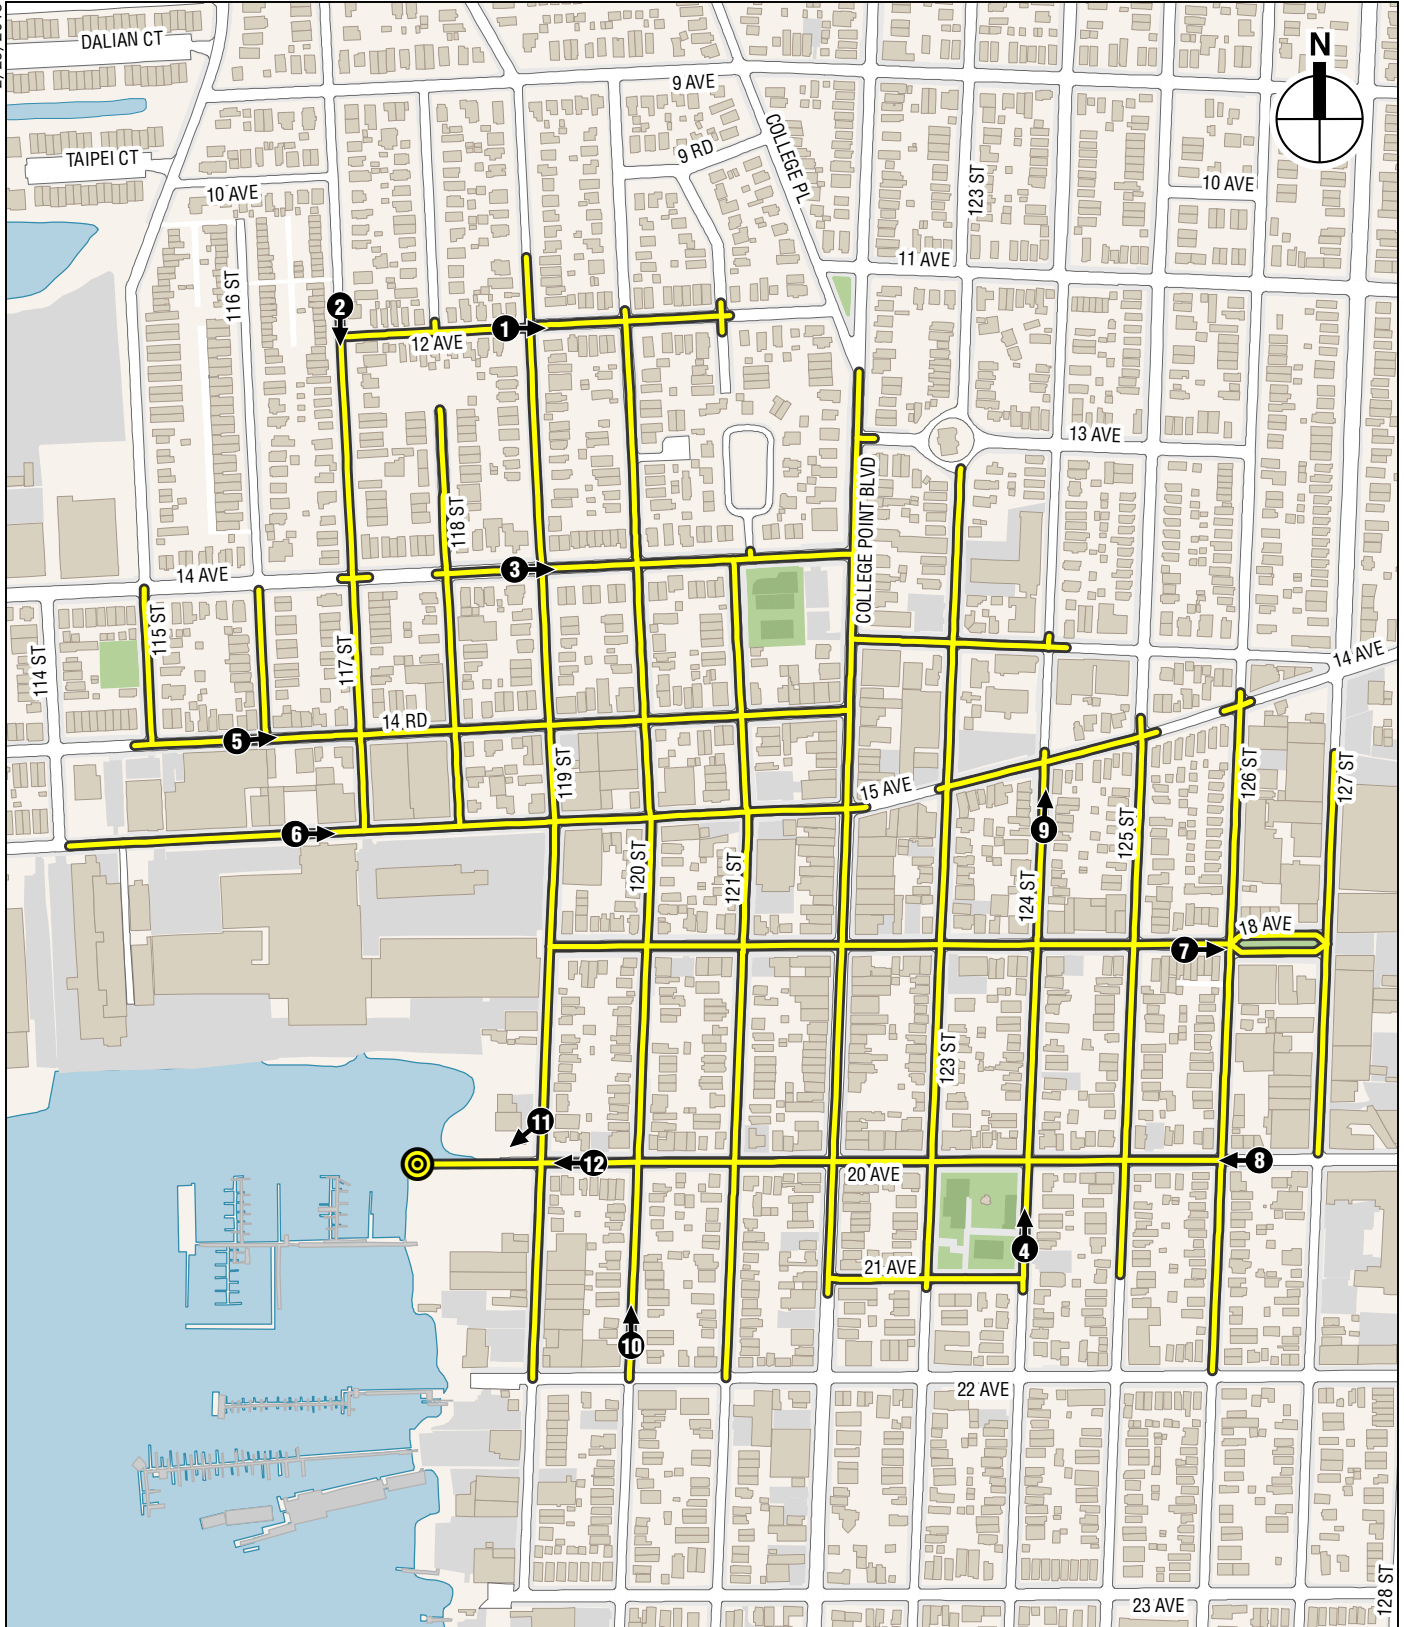 DALIAN CT
N
9 AVE
COLLEGE PL
9 RD
TAIPEI CT
10 AVE
123 ST
10 AVE
11 AVE
116 ST
2
1
12 AVE
13 AVE
COLLEGE POINT BLVD
118 ST
3
14 AVE
115 ST
114 ST
117 ST
14 AVE
14 RD
5
119 ST
126 ST
127 ST
15 AVE
6
9
125 ST
120 ST
121 ST
124 ST
18 AVE
7
123 ST
11
12
8
20 AVE
4
21 AVE
10
22 AVE
128 ST
23 AVE